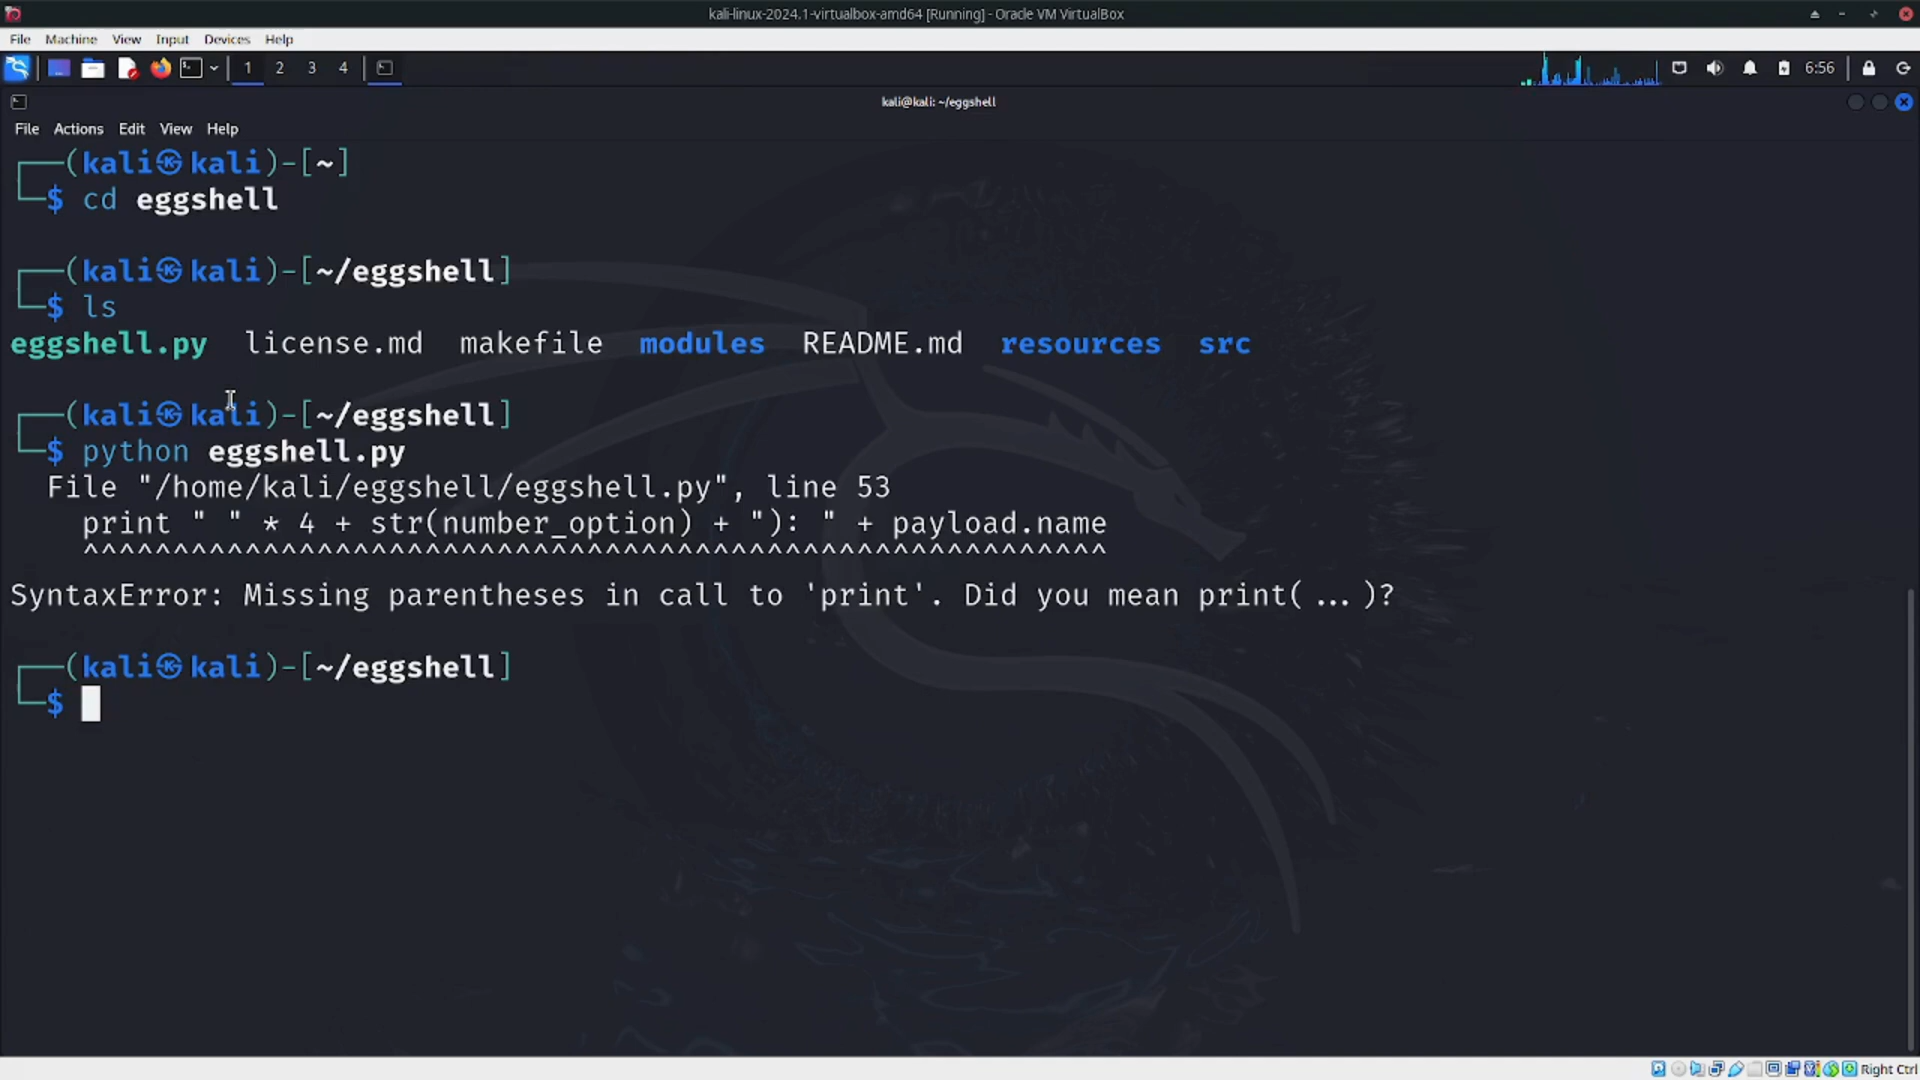 kali-linux-2024.1-virtualbox-amd64 [Running] - Oracle VM VirtualBox
File Machine View Input Devices Help
1 2 3 4 6:56
kali@kali: ~/eggshell
File Actions Edit View Help
┌──(kali㉿kali)-[~]
└─$ cd eggshell
┌──(kali㉿kali)-[~/eggshell]
└─$ ls
eggshell.py license.md makefile modules README.md resources src
┌──(kali㉿kali)-[~/eggshell]
└─$ python eggshell.py
File "/home/kali/eggshell/eggshell.py", line 53
print " " * 4 + str(number_option) + "): " + payload.name
^^^^^^^^^^^^^^^^^^^^^^^^^^^^^^^^^^^^^^^^^^^^^^^^^^^^^^^^^
SyntaxError: Missing parentheses in call to 'print'. Did you mean print(...)?
┌──(kali㉿kali)-[~/eggshell]
└─$
Right Ctrl